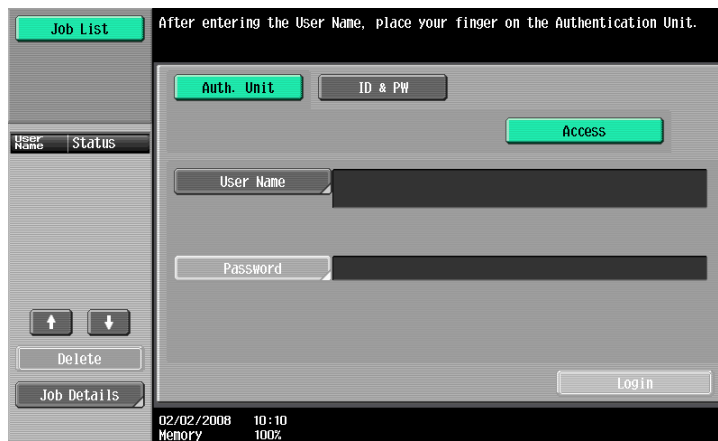 Job List
After entering the User Name, place your finger on the Authentication Unit.
Auth. Unit
ID & PW
Access
User Name
Status
User Name
Password
Delete
Job Details
Login
02/02/2008 10:10
Memory 100%